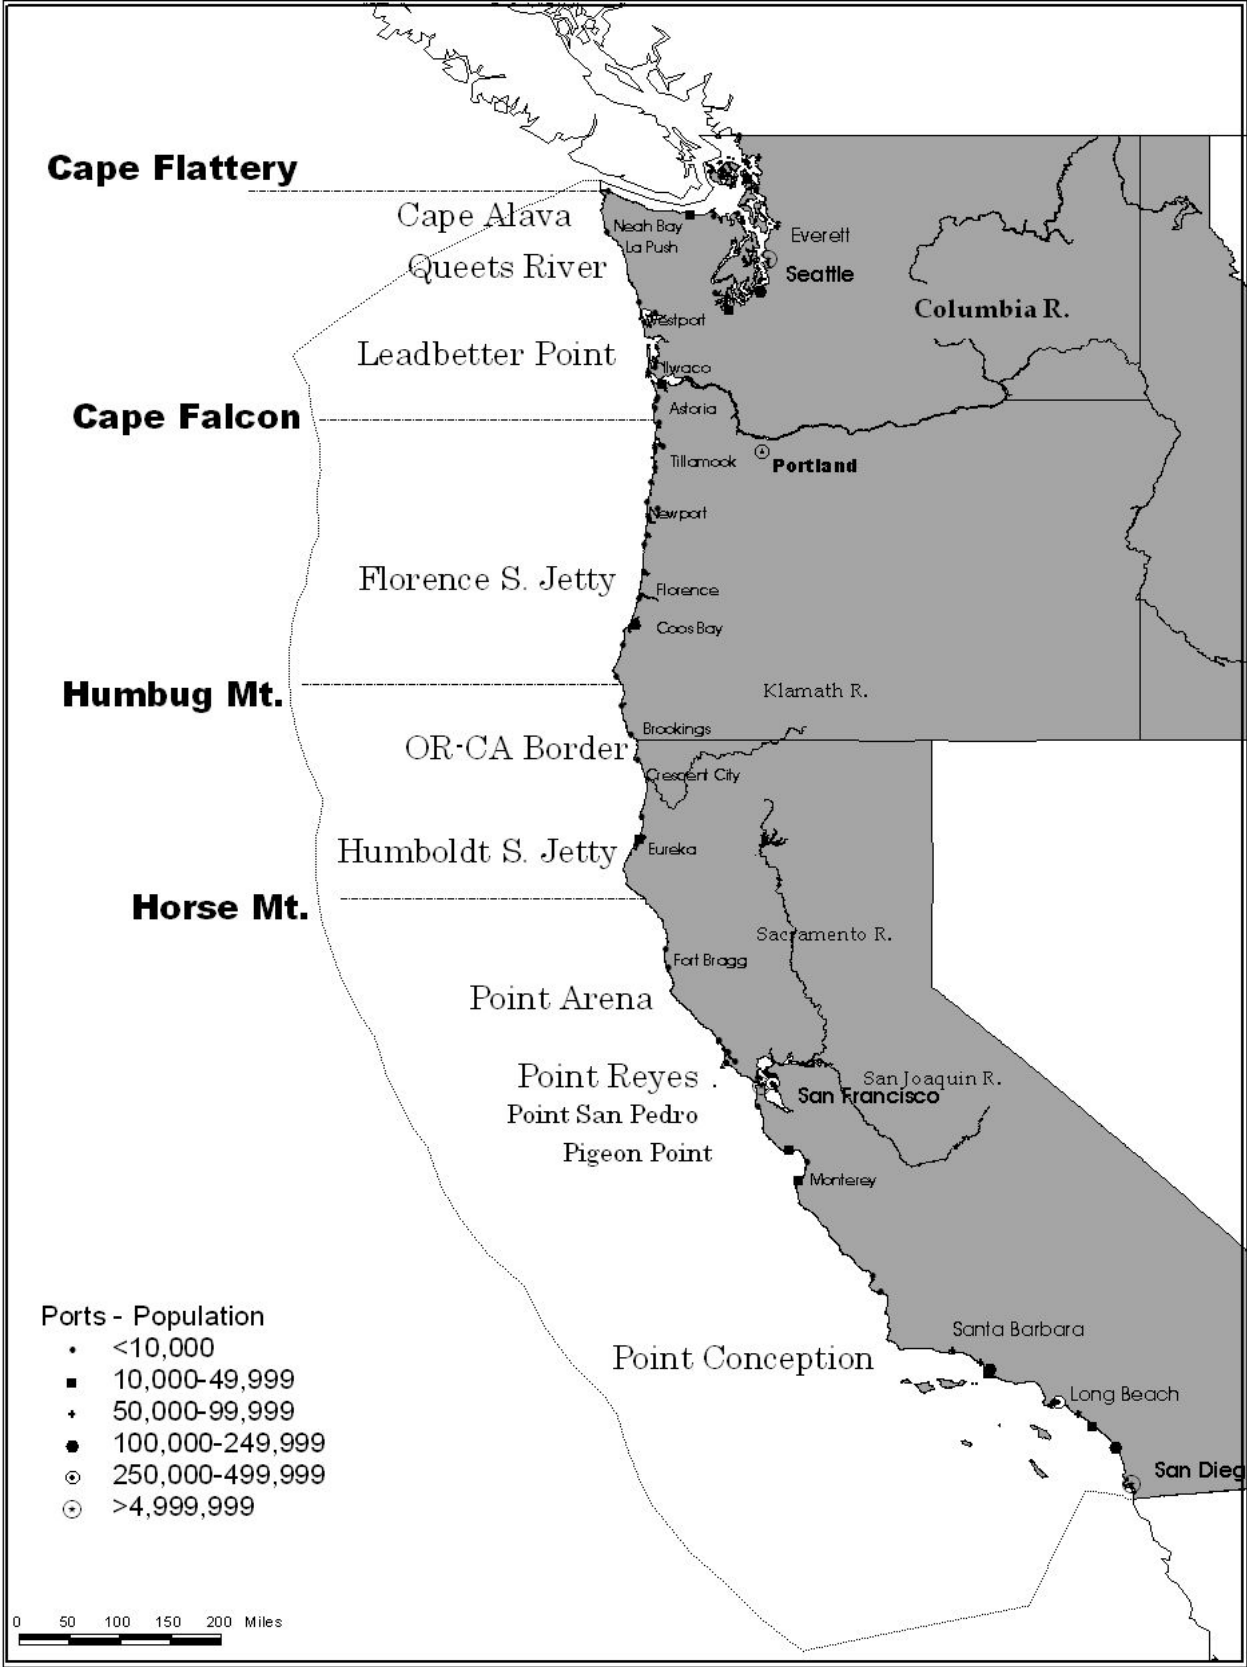 Cape Flattery
Cape Alava
Neah Bay
Everett
La Push
Queets River
Seattle
Columbia R.
Westport
Leadbetter Point
Ilwaco
Cape Falcon
Astoria
Tillamook
Portland
Newport
Florence S. Jetty
Florence
Coos Bay
Humbug Mt.
Klamath R.
Brookings
OR-CA Border
Crescent City
Humboldt S. Jetty
Eureka
Horse Mt.
Sacramento R.
Fort Bragg
Point Arena
Point Reyes .
San Joaquin R.
San Francisco
Point San Pedro
Pigeon Point
Monterey
Ports - Population
<10,000
10,000-49,999
50,000-99,999
100,000-249,999
250,000-499,999
>4,999,999
Santa Barbara
Point Conception
Long Beach
San Dieg
0 50 100 150 200 Miles